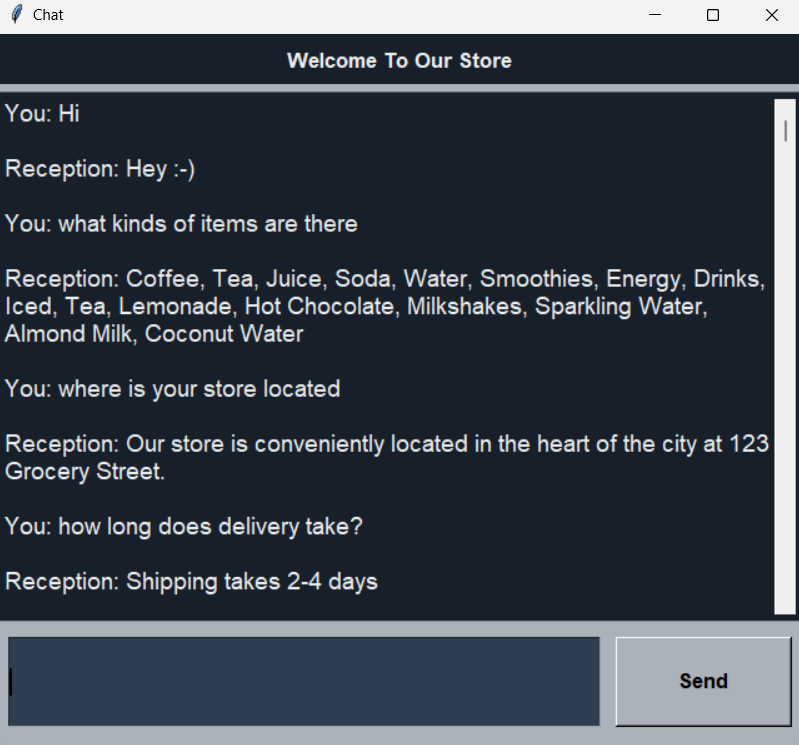 Chat
Welcome To Our Store
You: Hi
Reception: Hey :-)
You: what kinds of items are there
Reception: Coffee, Tea, Juice, Soda, Water, Smoothies, Energy, Drinks,
Iced, Tea, Lemonade, Hot Chocolate, Milkshakes, Sparkling Water,
Almond Milk, Coconut Water
You: where is your store located
Reception: Our store is conveniently located in the heart of the city at 123
Grocery Street.
You: how long does delivery take?
Reception: Shipping takes 2-4 days
Send